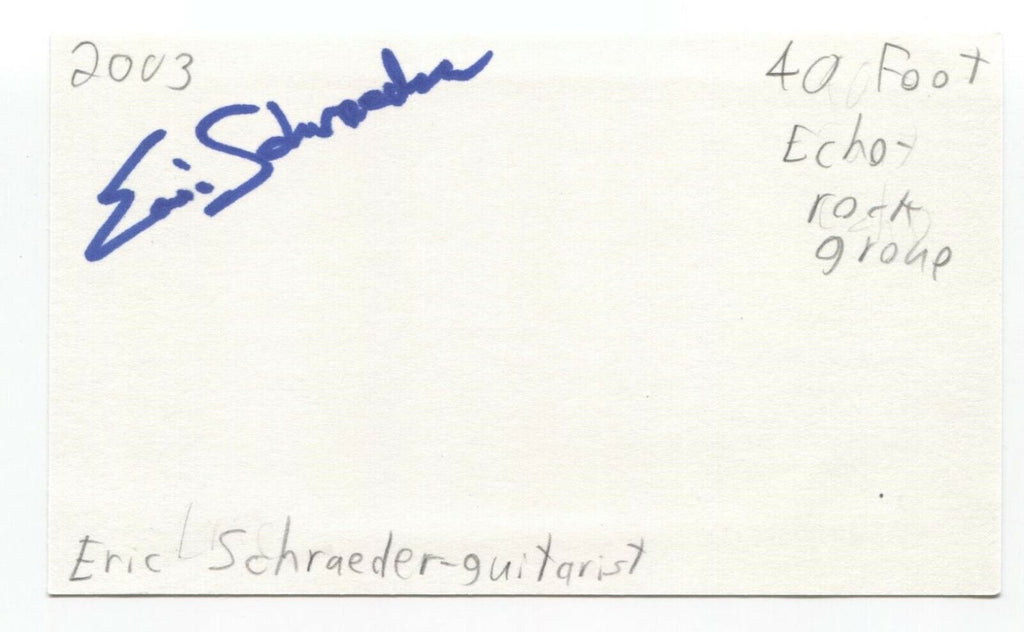 2003
40 Foot
Echo-
rock
group
Eric Schraeder
Eric Schraeder-guitarist